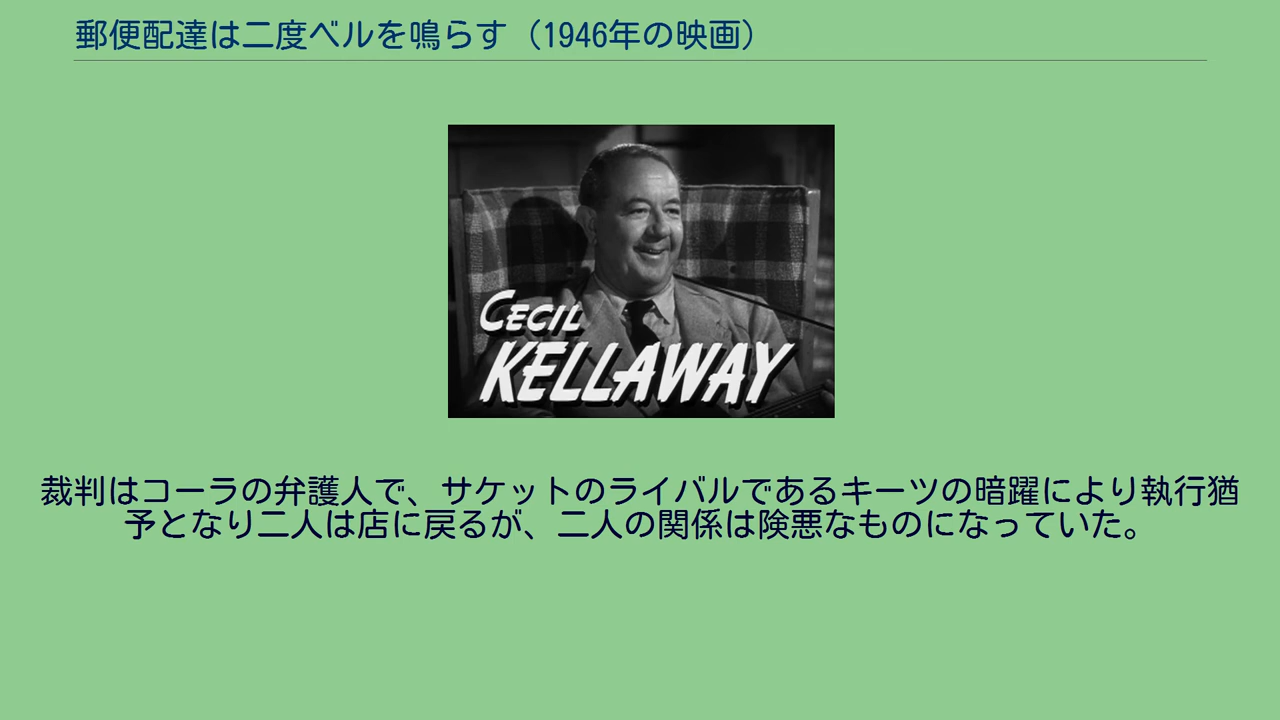 郵便配達は二度ベルを鳴らす（1946年の映画）
CECIL
KELLAWAY
裁判はコーラの弁護人で、サケットのライバルであるキーツの暗躍により執行猶
予となり二人は店に戻るが、二人の関係は険悪なものになっていた。